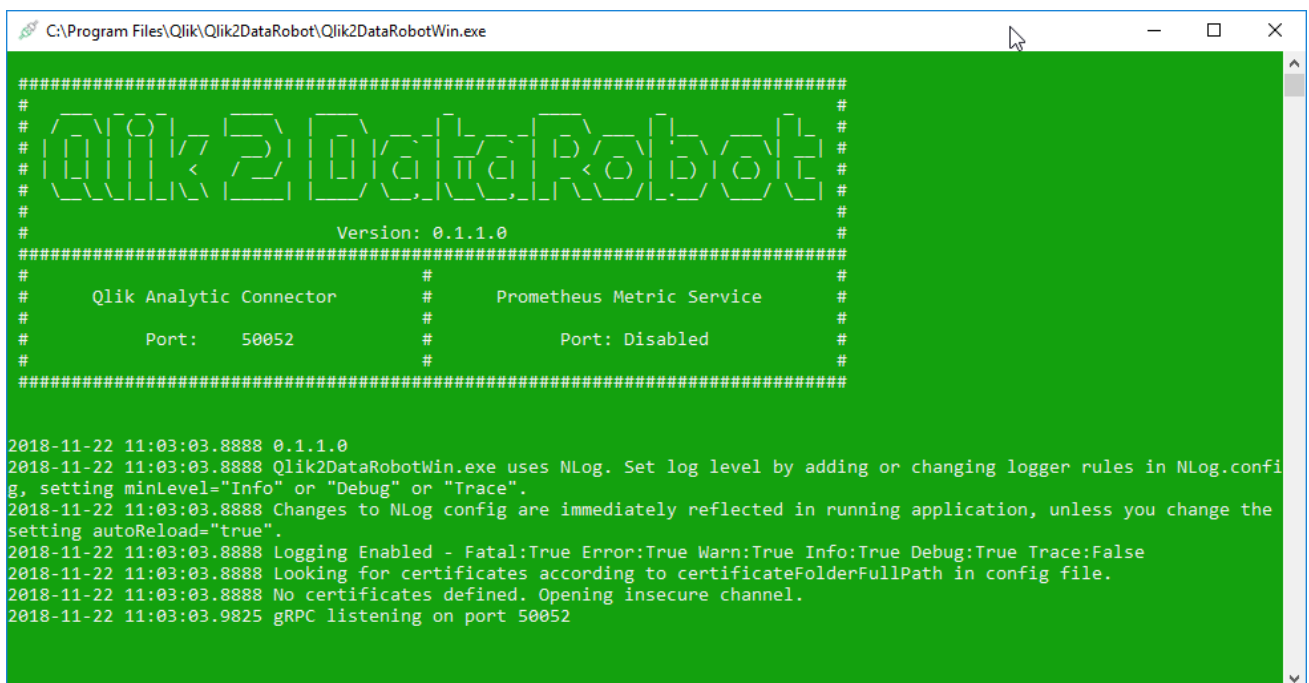 C:\Program Files\Qlik\Qlik2DataRobot\Qlik2DataRobotWin.exe
##############################################################################
Qlik2DataRobot
# Version: 0.1.1.0 #
##############################################################################
# # #
# Qlik Analytic Connector # Prometheus Metric Service #
# # #
# Port: 50052 # Port: Disabled #
# # #
##############################################################################
2018-11-22 11:03:03.8888 0.1.1.0
2018-11-22 11:03:03.8888 Qlik2DataRobotWin.exe uses NLog. Set log level by adding or changing logger rules in NLog.confi
g, setting minLevel="Info" or "Debug" or "Trace".
2018-11-22 11:03:03.8888 Changes to NLog config are immediately reflected in running application, unless you change the
setting autoReload="true".
2018-11-22 11:03:03.8888 Logging Enabled - Fatal:True Error:True Warn:True Info:True Debug:True Trace:False
2018-11-22 11:03:03.8888 Looking for certificates according to certificateFolderFullPath in config file.
2018-11-22 11:03:03.8888 No certificates defined. Opening insecure channel.
2018-11-22 11:03:03.9825 gRPC listening on port 50052